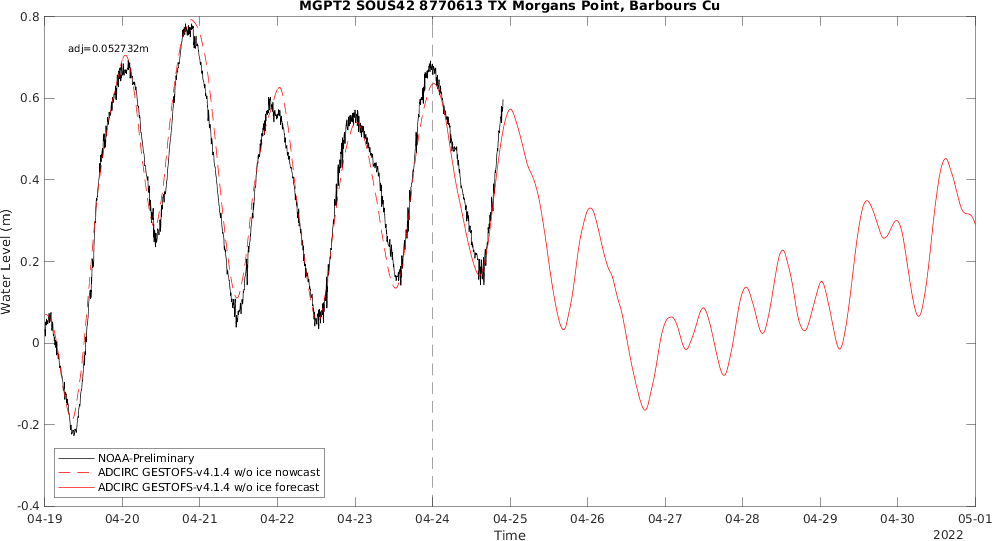 MGPT2 SOUS42 8770613 TX Morgans Point, Barbours Cu
adj=0.052732m
0.8
0.6
0.4
0.2
0
-0.2
-0.4
Water Level (m)
NOAA-Preliminary
ADCIRC GESTOFS-v4.1.4 w/o ice nowcast
ADCIRC GESTOFS-v4.1.4 w/o ice forecast
04-19 04-20 04-21 04-22 04-23 04-24 04-25 04-26 04-27 04-28 04-29 04-30 05-01
Time
2022